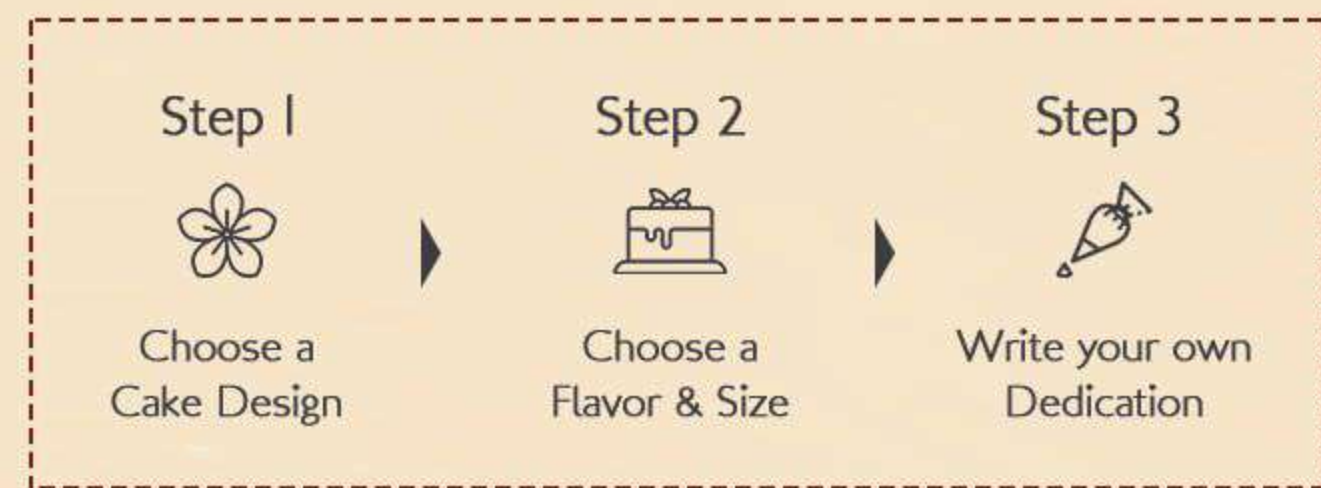 Step 1
Choose a
Cake Design
Step 2
Choose a
Flavor & Size
Step 3
Write your own
Dedication